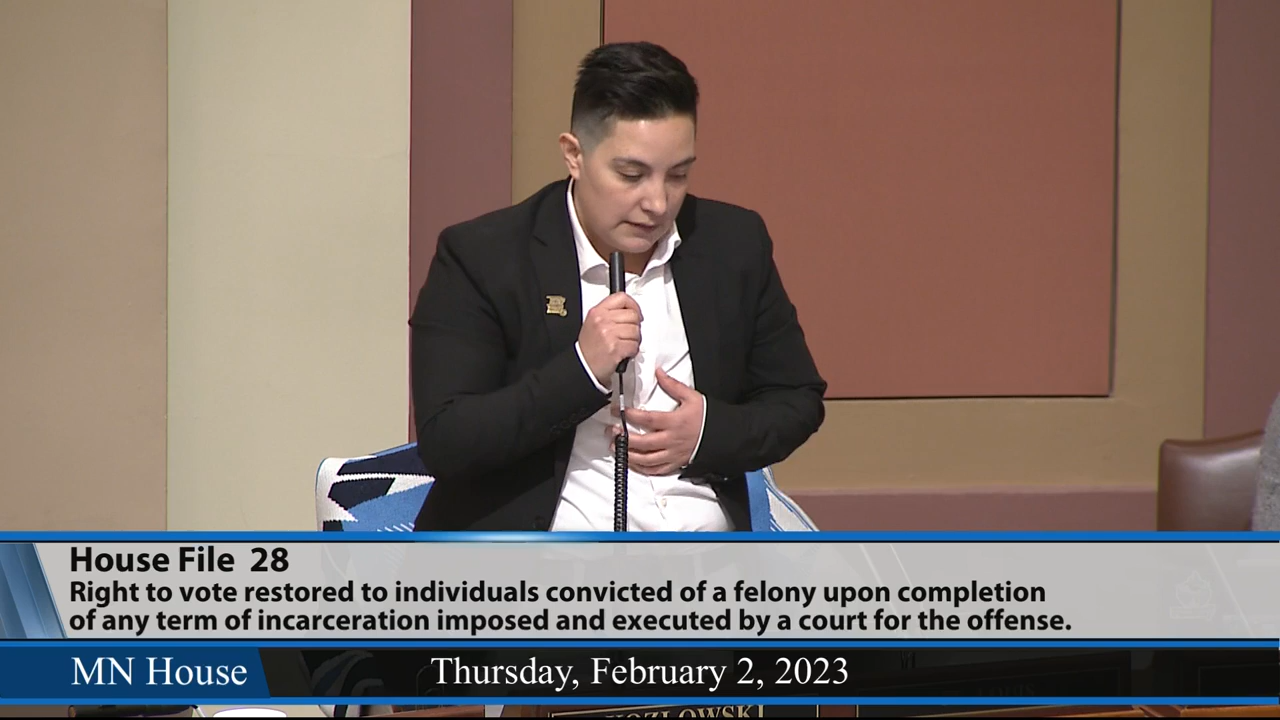 House File 28
Right to vote restored to individuals convicted of a felony upon completion
of any term of incarceration imposed and executed by a court for the offense.
MN House
Thursday, February 2, 2023
KOZLOWSKI